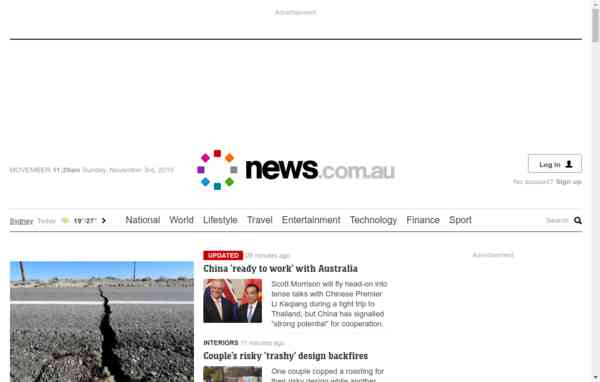 Advertisement
MOVEMBER 11:29am Sunday, November 3rd, 2019
news.com.au
Log in
No account? Sign up
Sydney Today 19°/27°
National World Lifestyle Travel Entertainment Technology Finance Sport
Search
UPDATED 28 minutes ago
China 'ready to work' with Australia
Scott Morrison will fly head-on into
tense talks with Chinese Premier
Li Keqiang during a fight trip to
Thailand, but China has signalled
"strong potential" for cooperation.
INTERIORS 11 minutes ago
Couple's risky 'trashy' design backfires
One couple copped a roasting for
their risky design while another
Advertisement